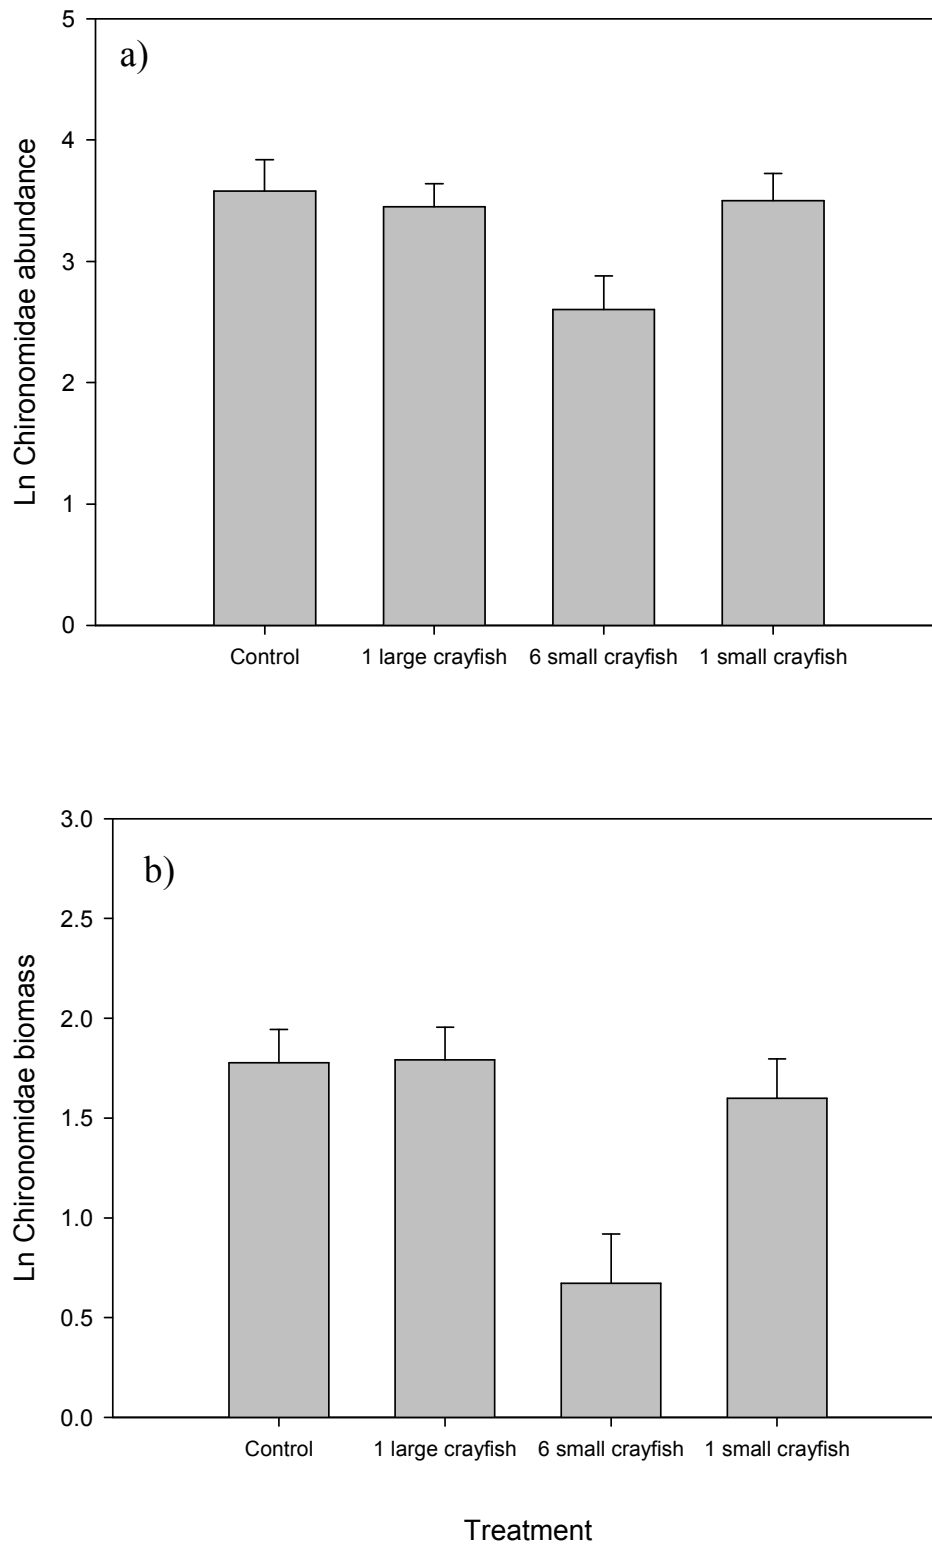 a)
Ln Chironomidae abundance
5
4
3
2
1
0
Control 1 large crayfish 6 small crayfish 1 small crayfish
b)
Ln Chironomidae biomass
3.0
2.5
2.0
1.5
1.0
0.5
0.0
Control 1 large crayfish 6 small crayfish 1 small crayfish
Treatment